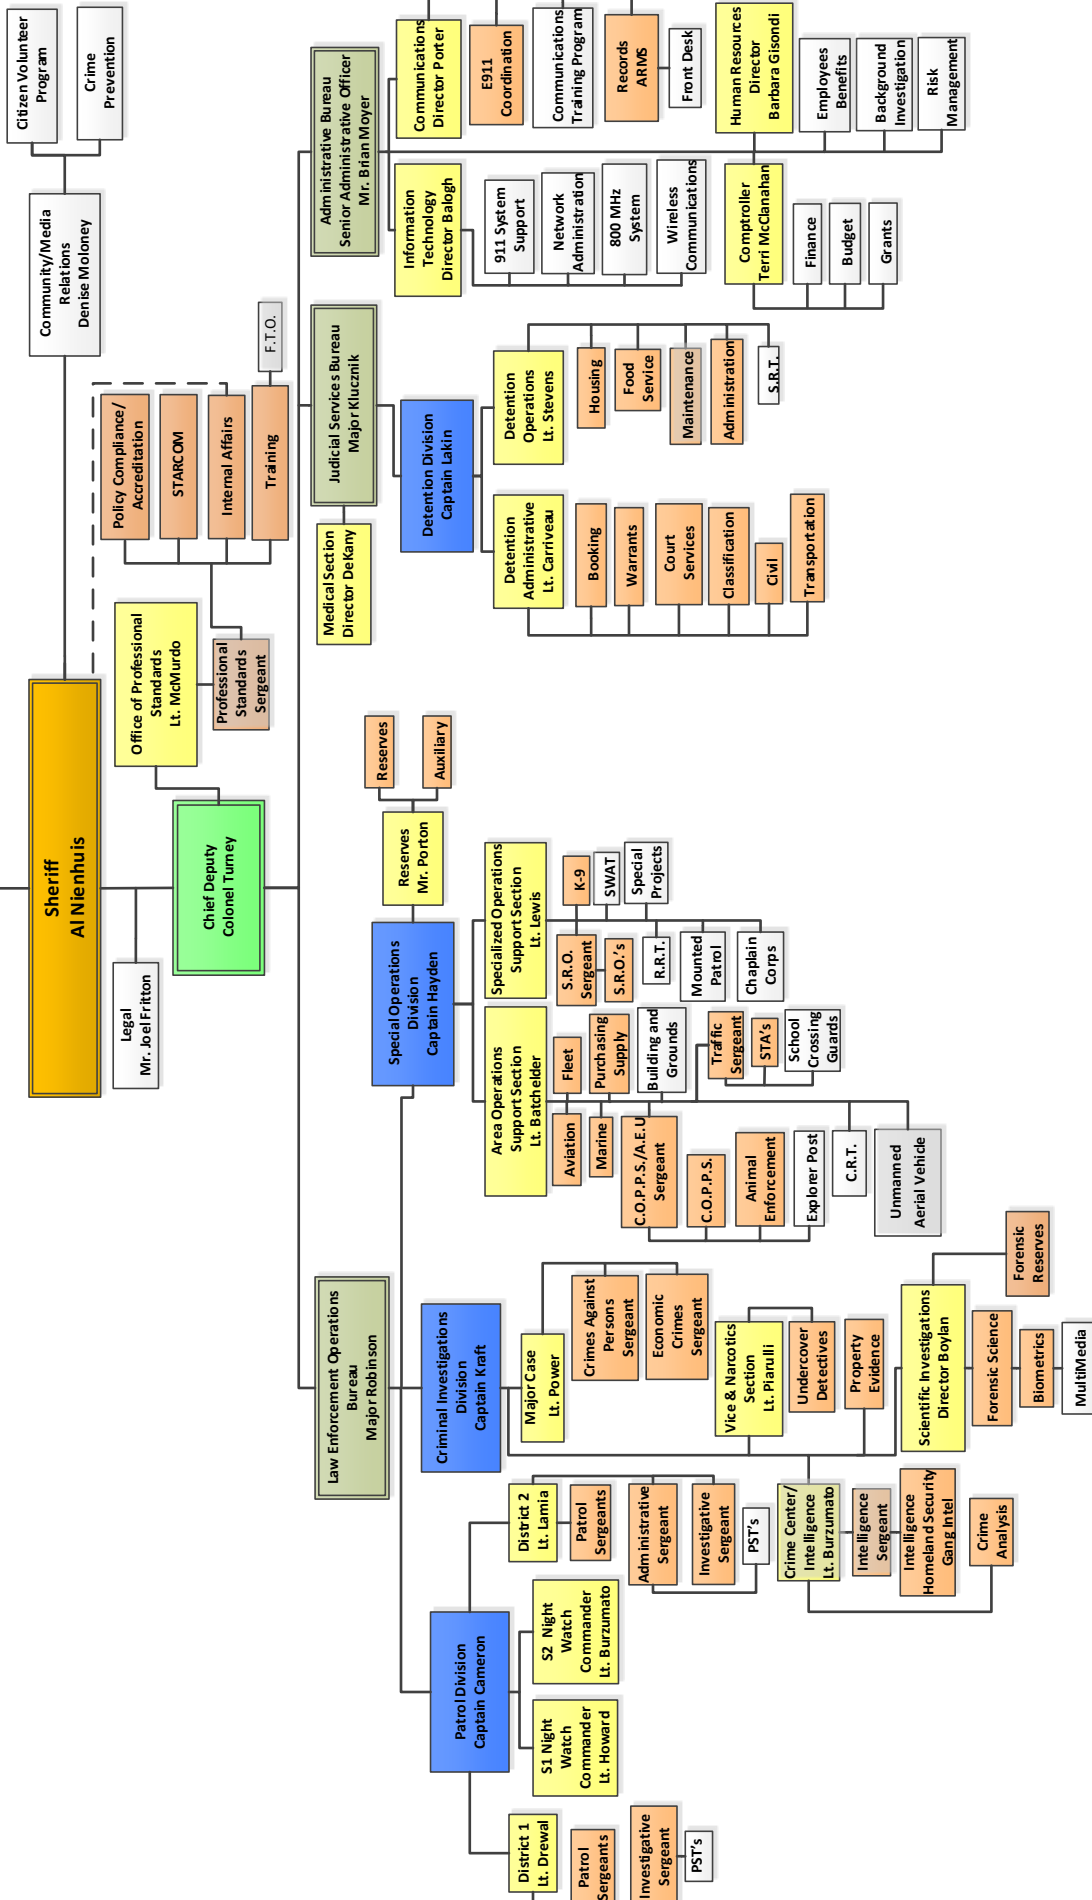 Sheriff
Al Nienhuis
Legal
Mr. Joel Fritton
Community/Media
Relations
Denise Moloney
Citizen Volunteer
Program
Crime
Prevention
Chief Deputy
Colonel Turney
Office of Professional
Standards
Lt. McMurdo
Professional
Standards
Sergeant
Policy Compliance/
Accreditation
STARCOM
Internal Affairs
Training
F.T.O.
Law Enforcement Operations
Bureau
Major Robinson
Patrol Division
Captain Cameron
District 1
Lt. Drewal
Patrol
Sergeants
Investigative
Sergeant
PST's
S1 Night
Watch
Commander
Lt. Howard
S2 Night
Watch
Commander
Lt. Burzumato
District 2
Lt. Lamia
Patrol
Sergeants
Administrative
Sergeant
Investigative
Sergeant
PST's
Criminal Investigations
Division
Captain Kraft
Major Case
Lt. Power
Crimes Against
Persons
Sergeant
Economic
Crimes
Sergeant
Vice & Narcotics
Section
Lt. Piarulli
Undercover
Detectives
Property
Evidence
Crime Center/
Intelligence
Lt. Burzumato
Intelligence
Sergeant
Intelligence
Homeland Security
Gang Intel
Crime
Analysis
Scientific Investigations
Director Boylan
Forensic
Reserves
Forensic Science
Biometrics
MultiMedia
Special Operations
Division
Captain Hayden
Reserves
Mr. Porton
Reserves
Auxiliary
Area Operations
Support Section
Lt. Batchelder
Aviation
Fleet
Marine
Purchasing
Supply
C.O.P.P.S./A.E.U
Sergeant
Building and
Grounds
C.O.P.P.S.
Animal
Enforcement
Explorer Post
Traffic
Sergeant
STA's
School
Crossing
Guards
C.R.T.
Unmanned
Aerial Vehicle
Specialized Operations
Support Section
Lt. Lewis
S.R.O.
Sergeant
S.R.O.'s
K-9
SWAT
Special
Projects
R.R.T.
Mounted
Patrol
Chaplain
Corps
Judicial Services Bureau
Major Klucznik
Medical Section
Director DeKany
Detention Division
Captain Lakin
Detention
Administrative
Lt. Carriveau
Booking
Warrants
Court
Services
Classification
Civil
Transportation
Detention
Operations
Lt. Stevens
Housing
Food
Service
Maintenance
Administration
S.R.T.
Administrative Bureau
Senior Administrative Officer
Mr. Brian Moyer
Information
Technology
Director Balogh
911 System
Support
Network
Administration
800 MHz
System
Wireless
Communications
Communications
Director Porter
E911
Coordination
Communications
Training Program
Records
ARMS
Front Desk
Comptroller
Terri McClanahan
Finance
Budget
Grants
Human Resources
Director
Barbara Gisondi
Employees
Benefits
Background
Investigation
Risk
Management